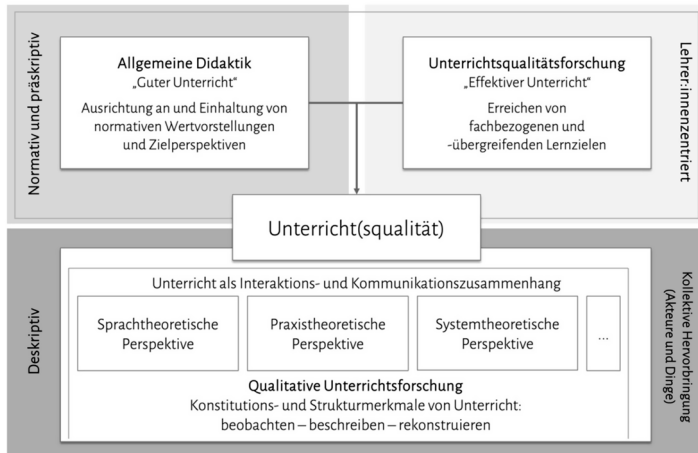 Normativ und präskriptiv
Allgemeine Didaktik
„Guter Unterricht“
Ausrichtung an und Einhaltung von
normativen Wertvorstellungen
und Zielperspektiven
Unterrichtsqualitätsforschung
„Effektiver Unterricht“
Erreichen von
fachbezogenen und
-übergreifenden Lernzielen
Lehrer:innenzentriert
Unterricht(squalität)
Deskriptiv
Unterricht als Interaktions- und Kommunikationszusammenhang
Sprachtheoretische
Perspektive
Praxistheoretische
Perspektive
Systemtheoretische
Perspektive
...
Qualitative Unterrichtsforschung
Konstitutions- und Strukturmerkmale von Unterricht:
beobachten – beschreiben – rekonstruieren
Kollektive Hervorbringung
(Akteure und Dinge)